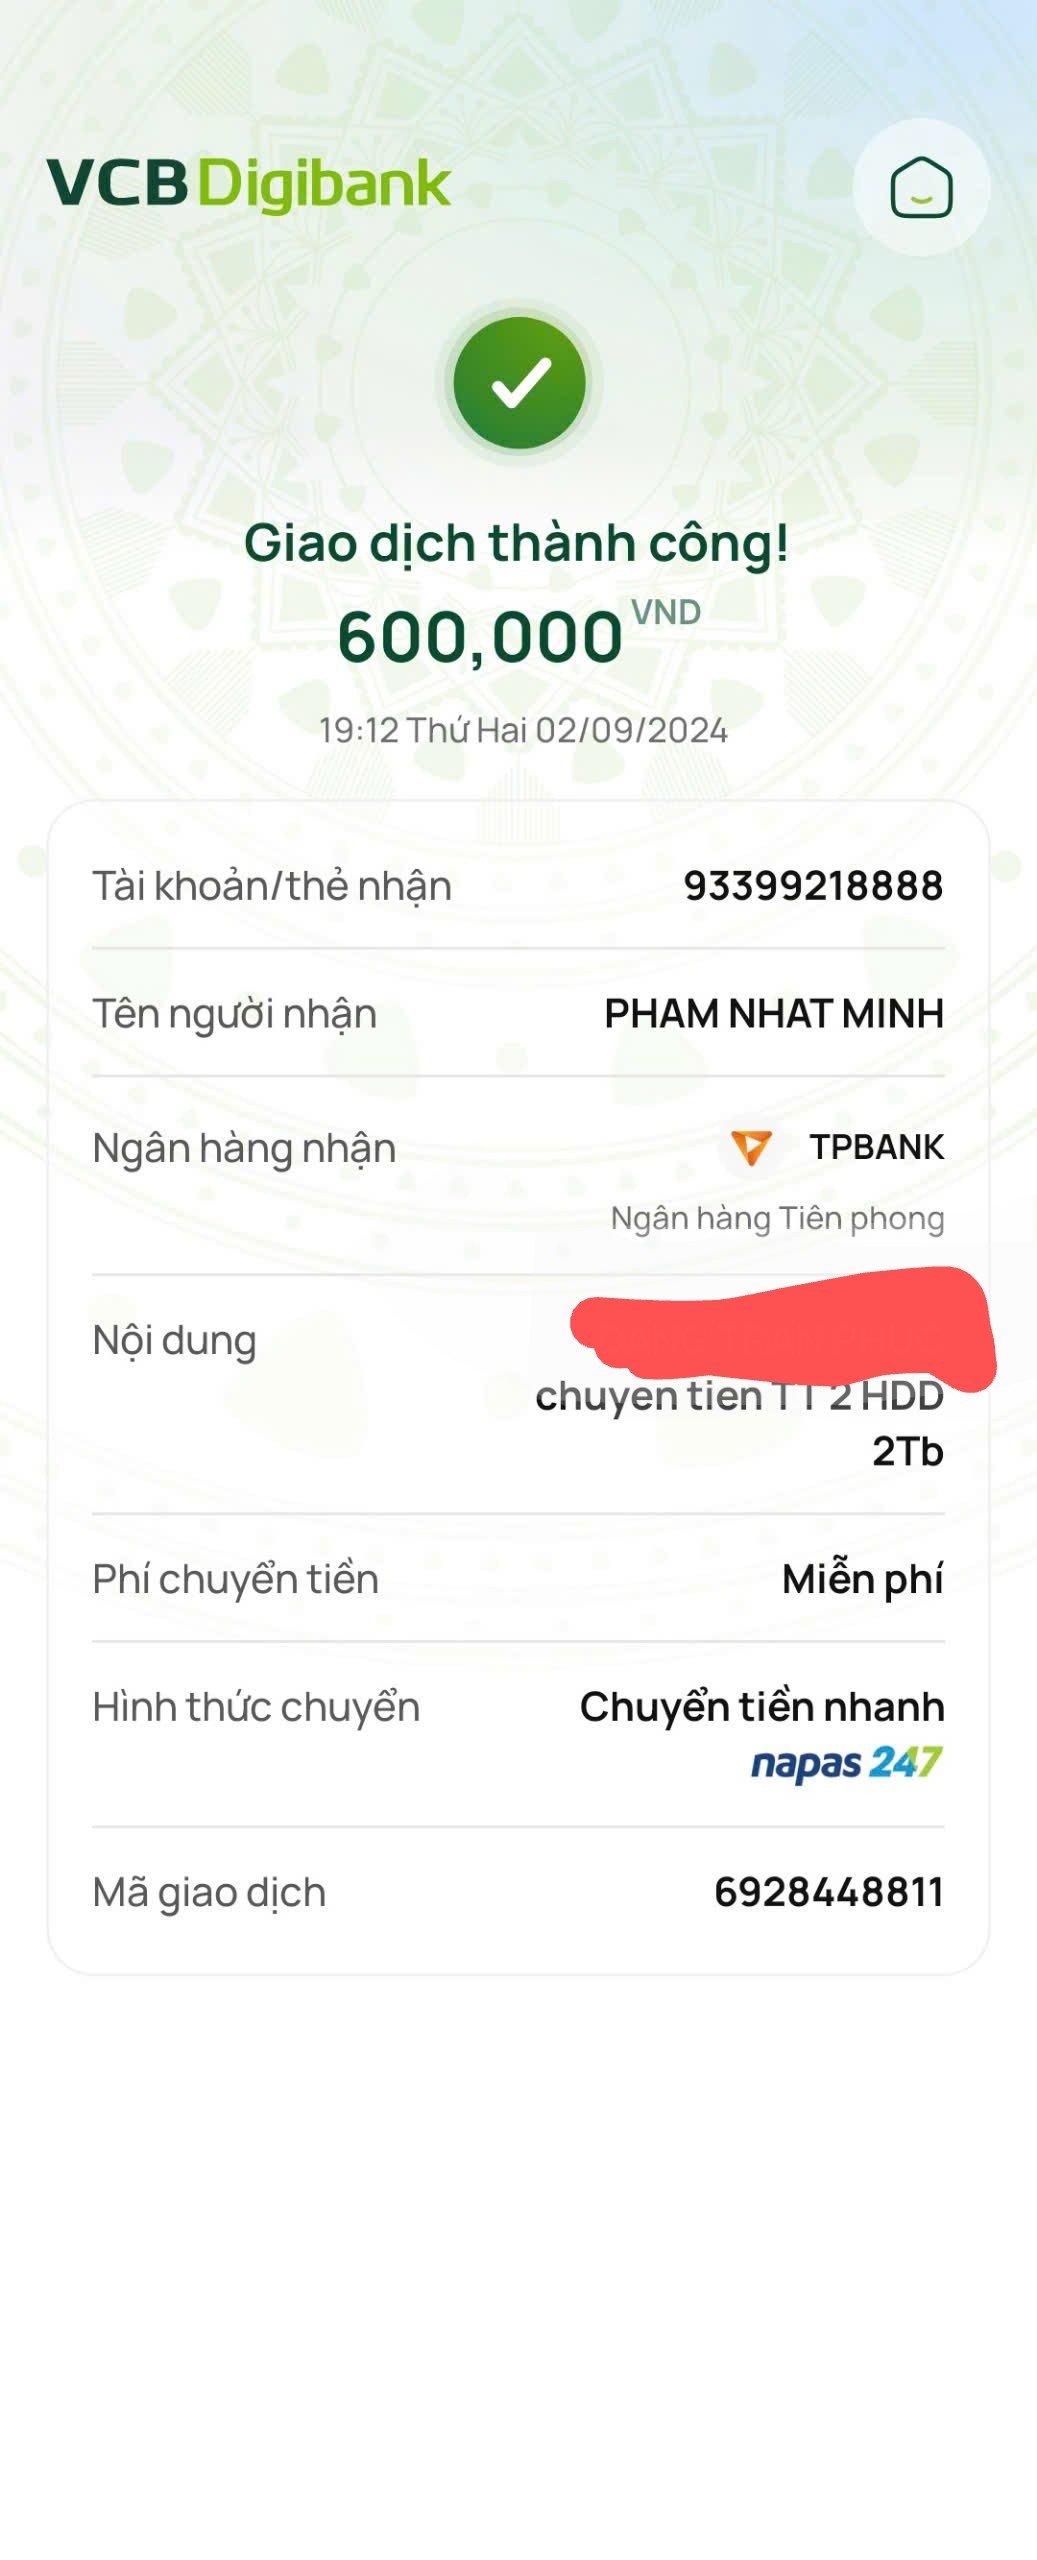 VCB Digibank
Giao dịch thành công!
600,000 VND
19:12 Thứ Hai 02/09/2024
Tài khoản/thẻ nhận 93399218888
Tên người nhận PHAM NHAT MINH
Ngân hàng nhận TPBANK
Ngân hàng Tiên phong
Nội dung
chuyen tien TT 2 HDD
2Tb
Phí chuyển tiền Miễn phí
Hình thức chuyển Chuyển tiền nhanh
napas 247
Mã giao dịch 6928448811